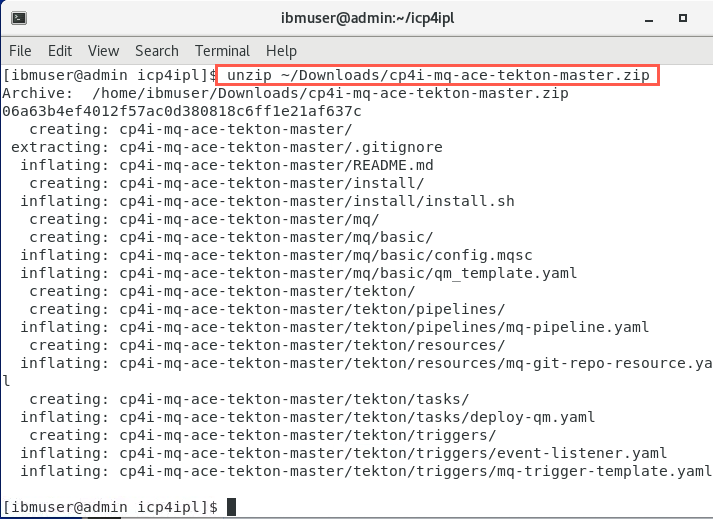 ibmuser@admin:~/icp4ipl
File Edit View Search Terminal Help
[ibmuser@admin icp4ipl]$ unzip ~/Downloads/cp4i-mq-ace-tekton-master.zip
Archive:  /home/ibmuser/Downloads/cp4i-mq-ace-tekton-master.zip
06a63b4ef4012f57ac0d380818c6ff1e21af637c
   creating: cp4i-mq-ace-tekton-master/
 extracting: cp4i-mq-ace-tekton-master/.gitignore
  inflating: cp4i-mq-ace-tekton-master/README.md
   creating: cp4i-mq-ace-tekton-master/install/
  inflating: cp4i-mq-ace-tekton-master/install/install.sh
   creating: cp4i-mq-ace-tekton-master/mq/
   creating: cp4i-mq-ace-tekton-master/mq/basic/
  inflating: cp4i-mq-ace-tekton-master/mq/basic/config.mqsc
  inflating: cp4i-mq-ace-tekton-master/mq/basic/qm_template.yaml
   creating: cp4i-mq-ace-tekton-master/tekton/
   creating: cp4i-mq-ace-tekton-master/tekton/pipelines/
  inflating: cp4i-mq-ace-tekton-master/tekton/pipelines/mq-pipeline.yaml
   creating: cp4i-mq-ace-tekton-master/tekton/resources/
  inflating: cp4i-mq-ace-tekton-master/tekton/resources/mq-git-repo-resource.ya
l
   creating: cp4i-mq-ace-tekton-master/tekton/tasks/
  inflating: cp4i-mq-ace-tekton-master/tekton/tasks/deploy-qm.yaml
   creating: cp4i-mq-ace-tekton-master/tekton/triggers/
  inflating: cp4i-mq-ace-tekton-master/tekton/triggers/event-listener.yaml
  inflating: cp4i-mq-ace-tekton-master/tekton/triggers/mq-trigger-template.yaml
[ibmuser@admin icp4ipl]$